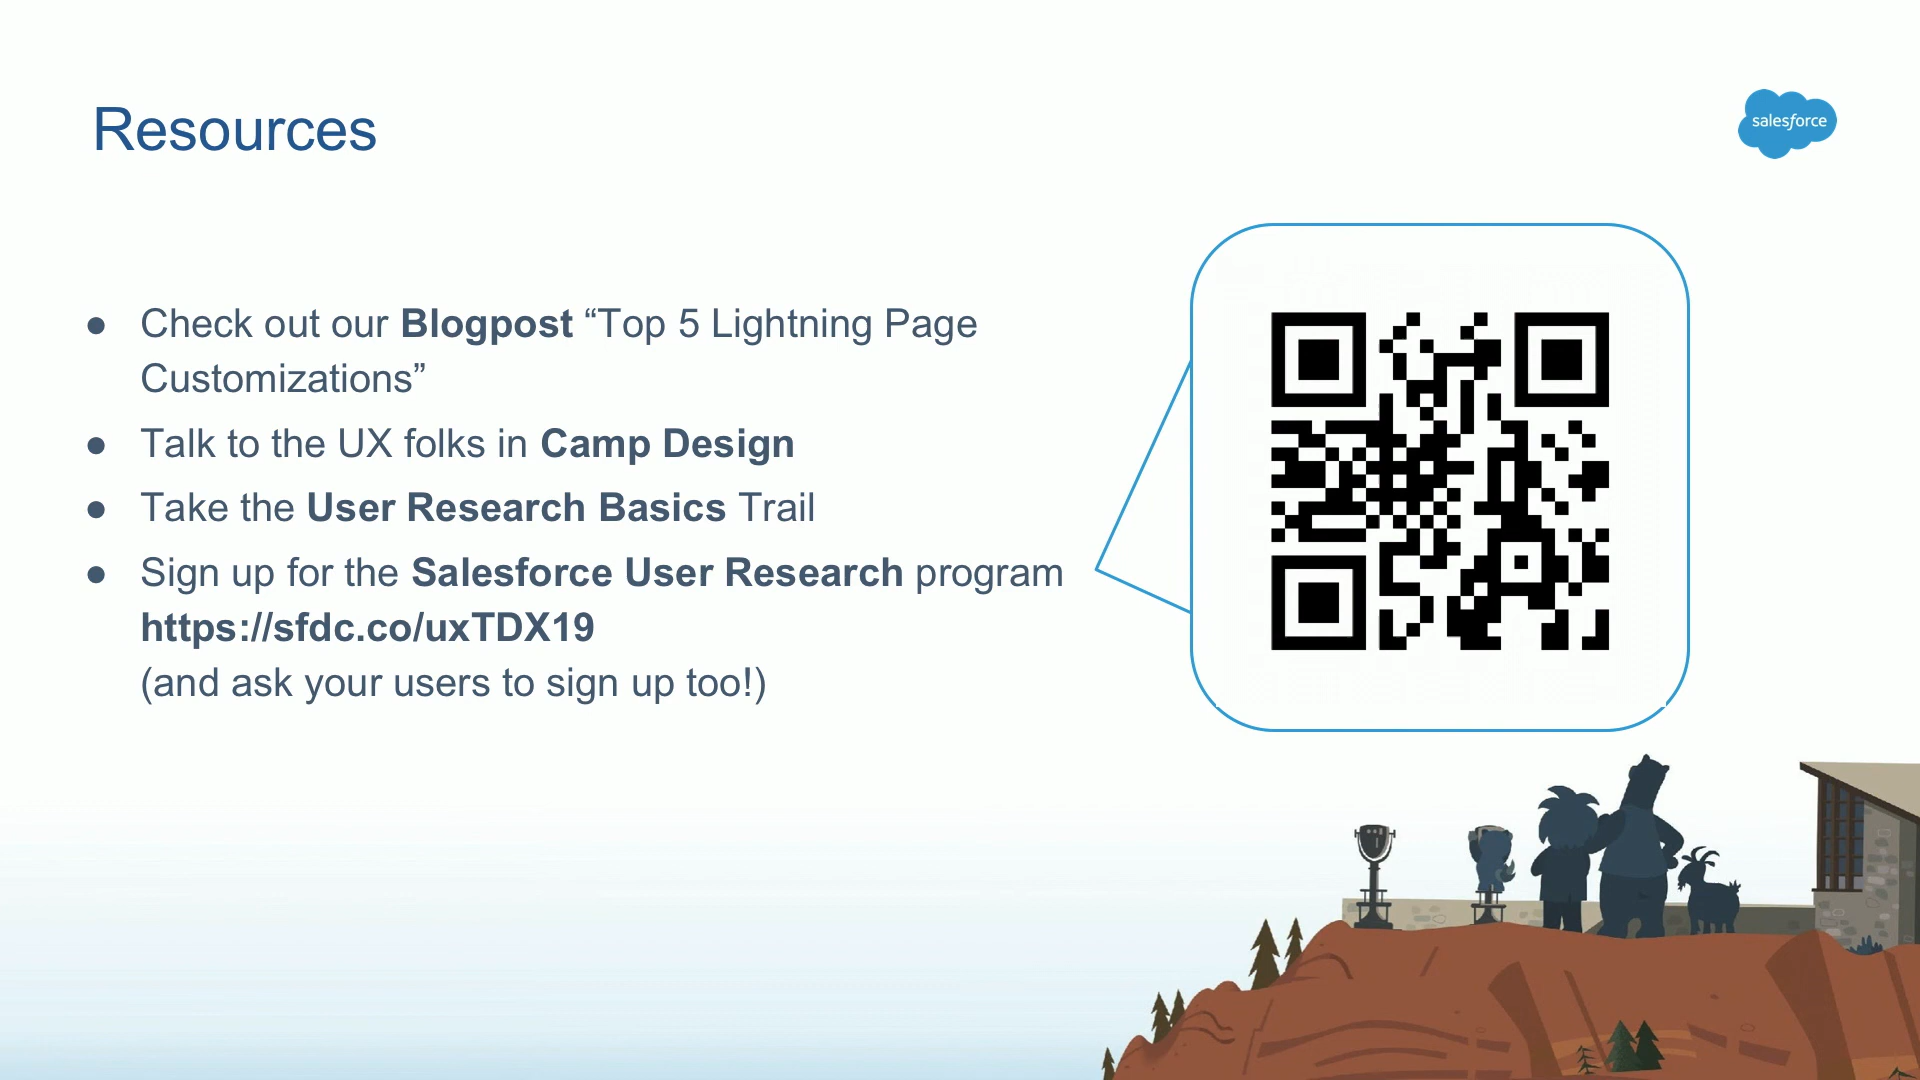 Resources
salesforce
● Check out our Blogpost “Top 5 Lightning Page
Customizations”
● Talk to the UX folks in Camp Design
● Take the User Research Basics Trail
● Sign up for the Salesforce User Research program
https://sfdc.co/uxTDX19
(and ask your users to sign up too!)